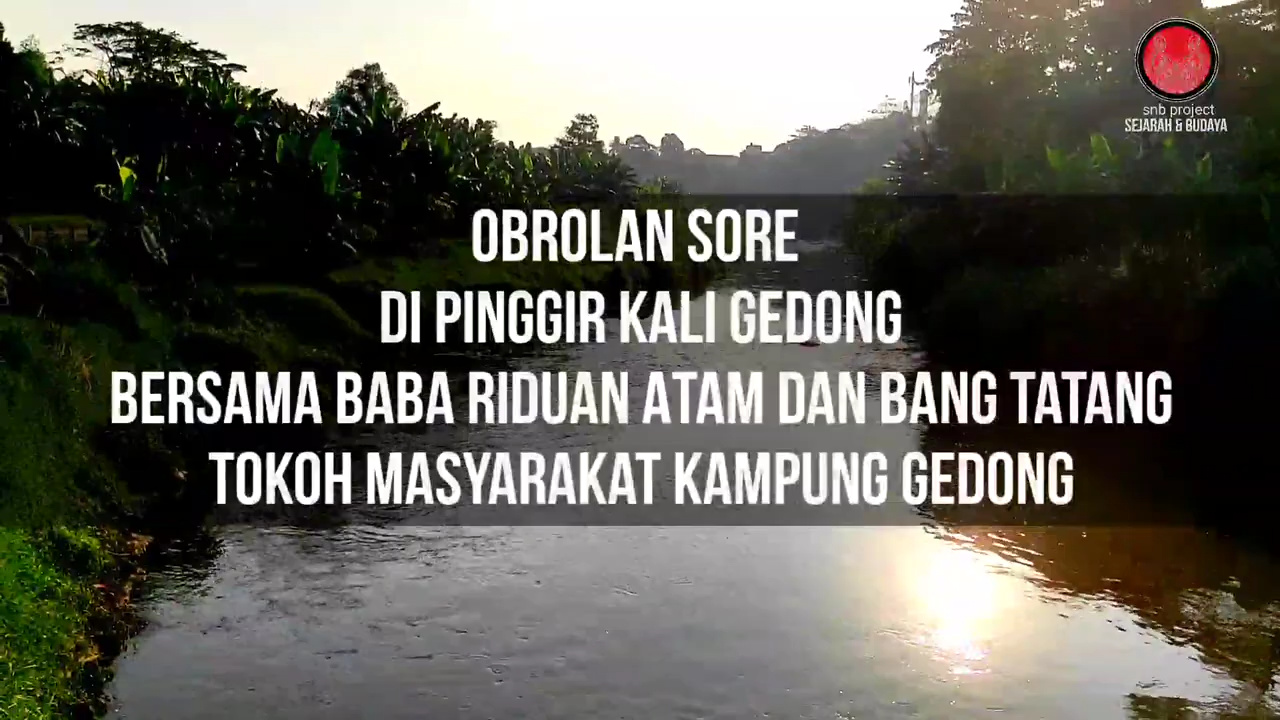 snb project
SEJARAH & BUDAYA
OBROLAN SORE
DI PINGGIR KALI GEDONG
BERSAMA BABA RIDUAN ATAM DAN BANG TATANG
TOKOH MASYARAKAT KAMPUNG GEDONG